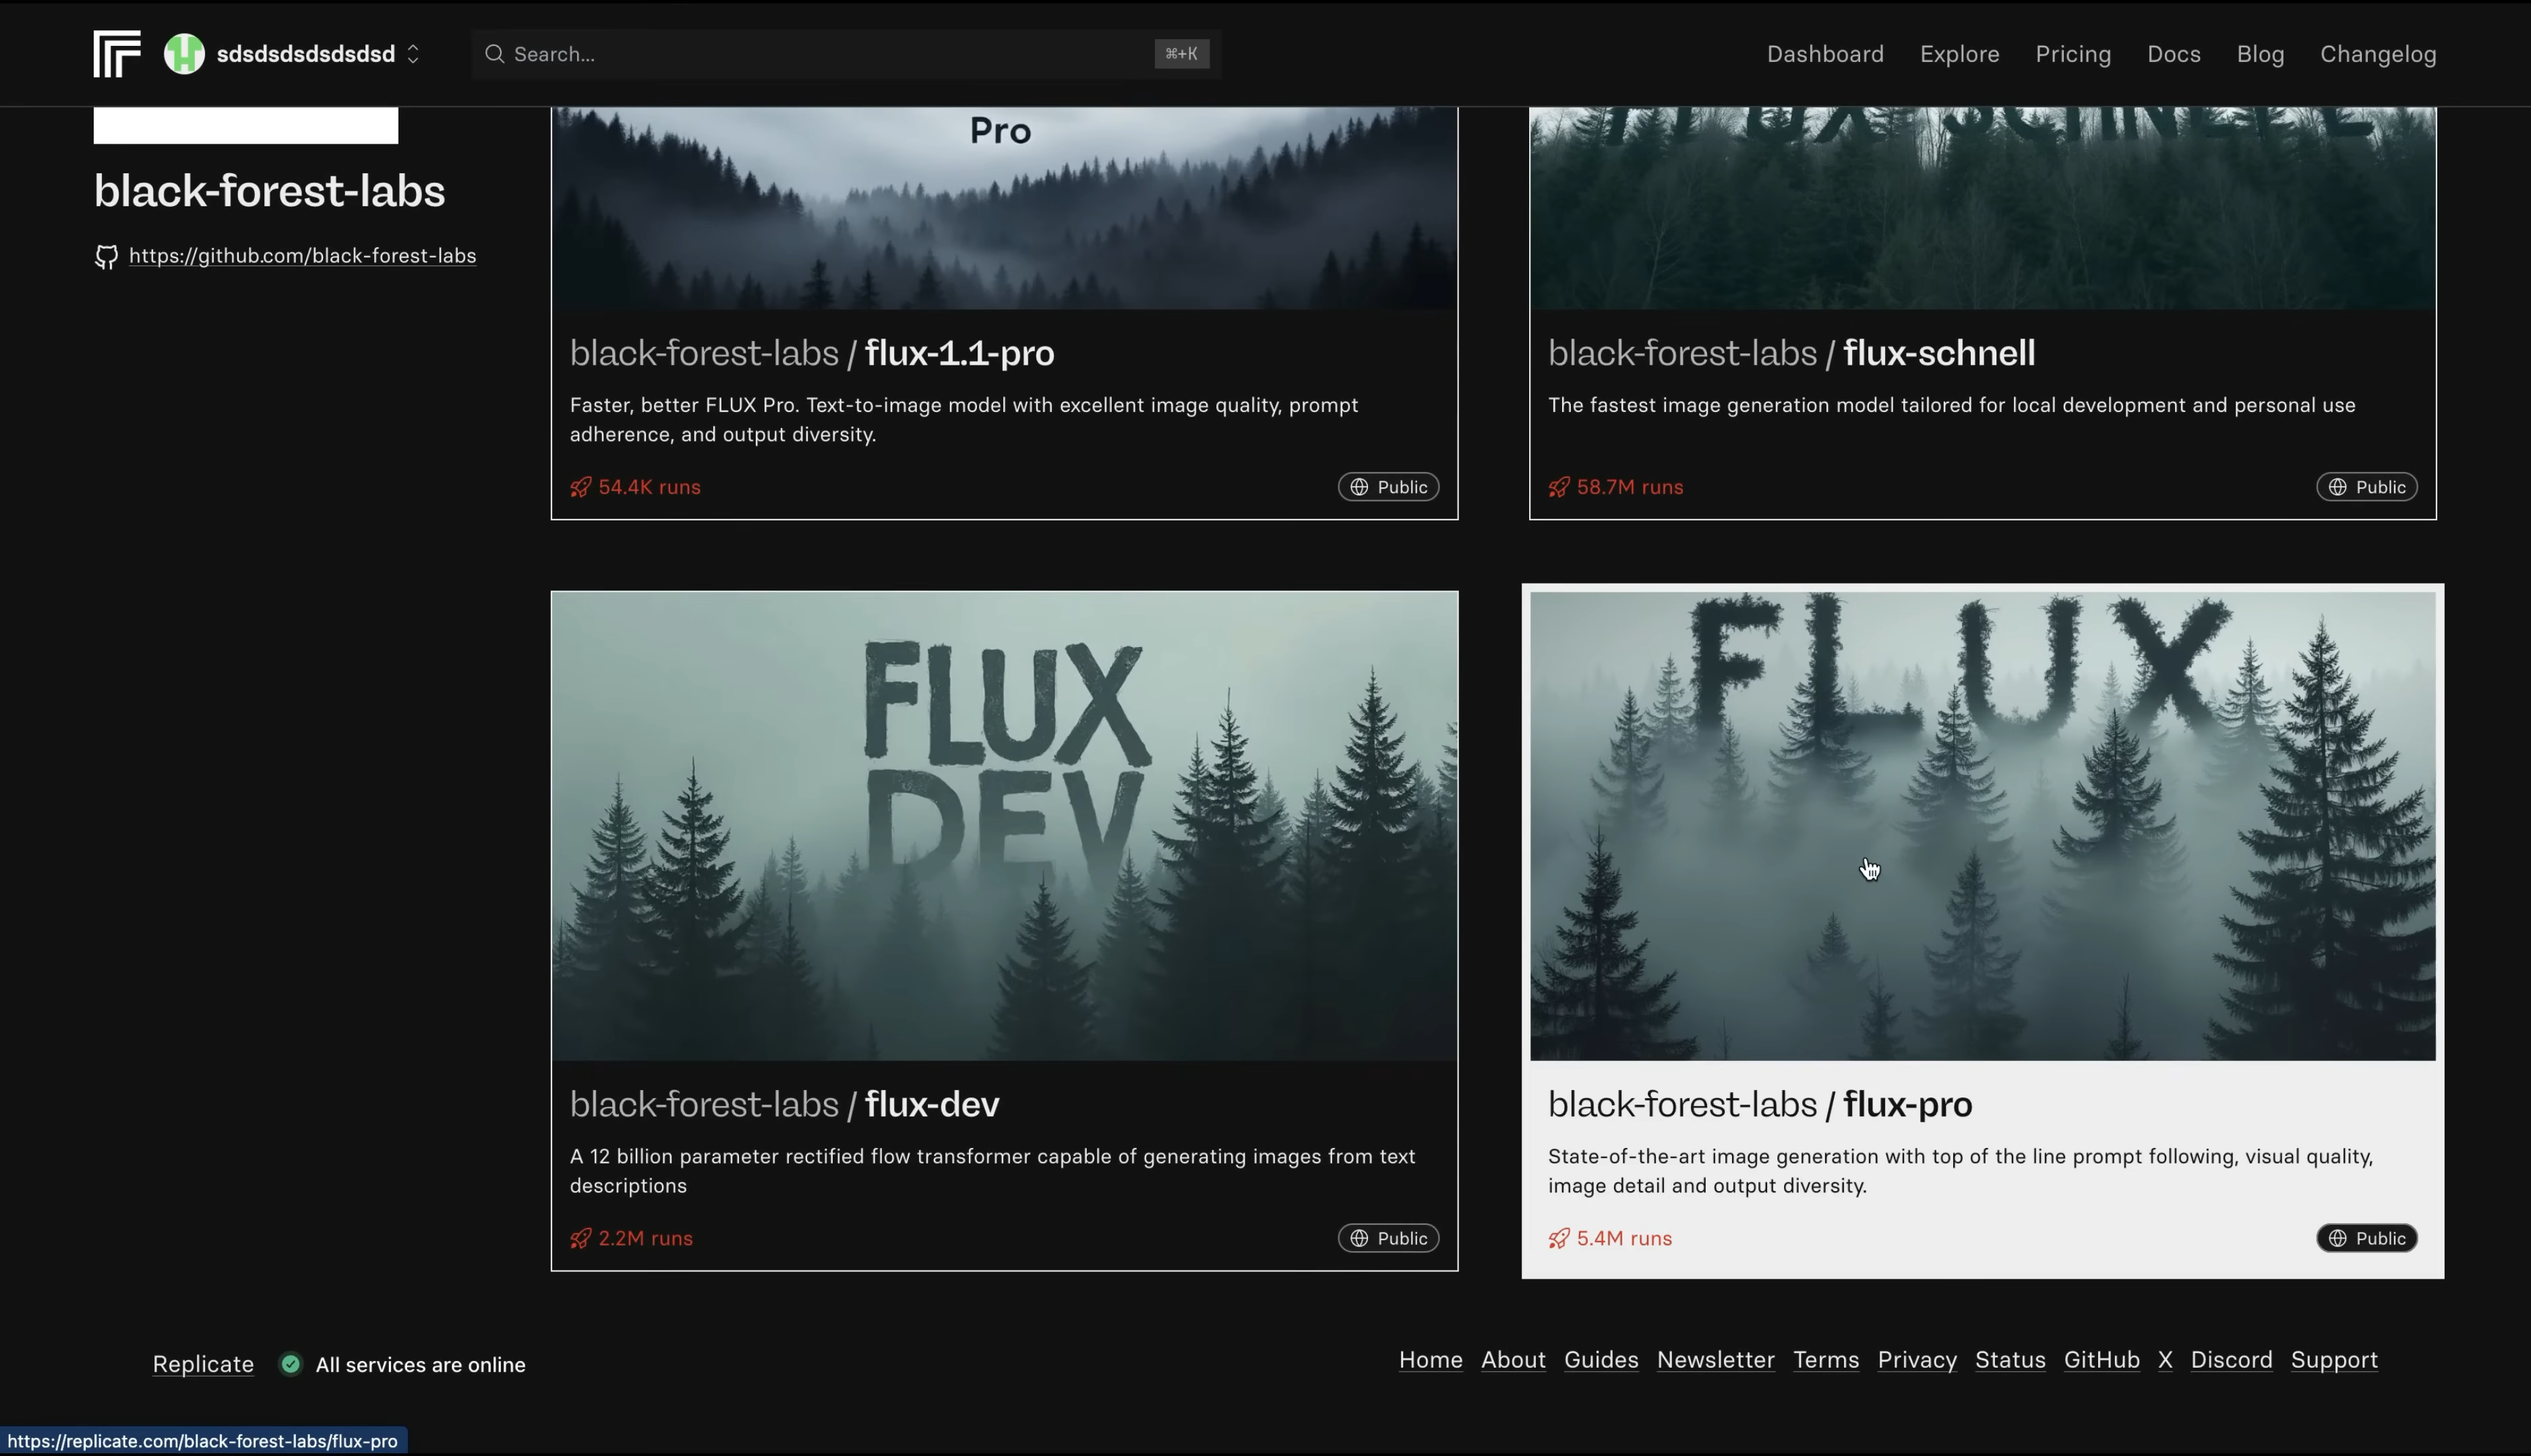 sdsdsdsdsdsdsd
Search...
⌘+K
Dashboard
Explore
Pricing
Docs
Blog
Changelog
black-forest-labs
https://github.com/black-forest-labs
Pro
black-forest-labs / flux-1.1-pro
Faster, better FLUX Pro. Text-to-image model with excellent image quality, prompt
adherence, and output diversity.
54.4K runs
Public
FLUX SCHNELL
black-forest-labs / flux-schnell
The fastest image generation model tailored for local development and personal use
58.7M runs
Public
FLUX
DEV
black-forest-labs / flux-dev
A 12 billion parameter rectified flow transformer capable of generating images from text
descriptions
2.2M runs
Public
FLUX
black-forest-labs / flux-pro
State-of-the-art image generation with top of the line prompt following, visual quality,
image detail and output diversity.
5.4M runs
Public
Replicate
All services are online
Home
About
Guides
Newsletter
Terms
Privacy
Status
GitHub
X
Discord
Support
https://replicate.com/black-forest-labs/flux-pro